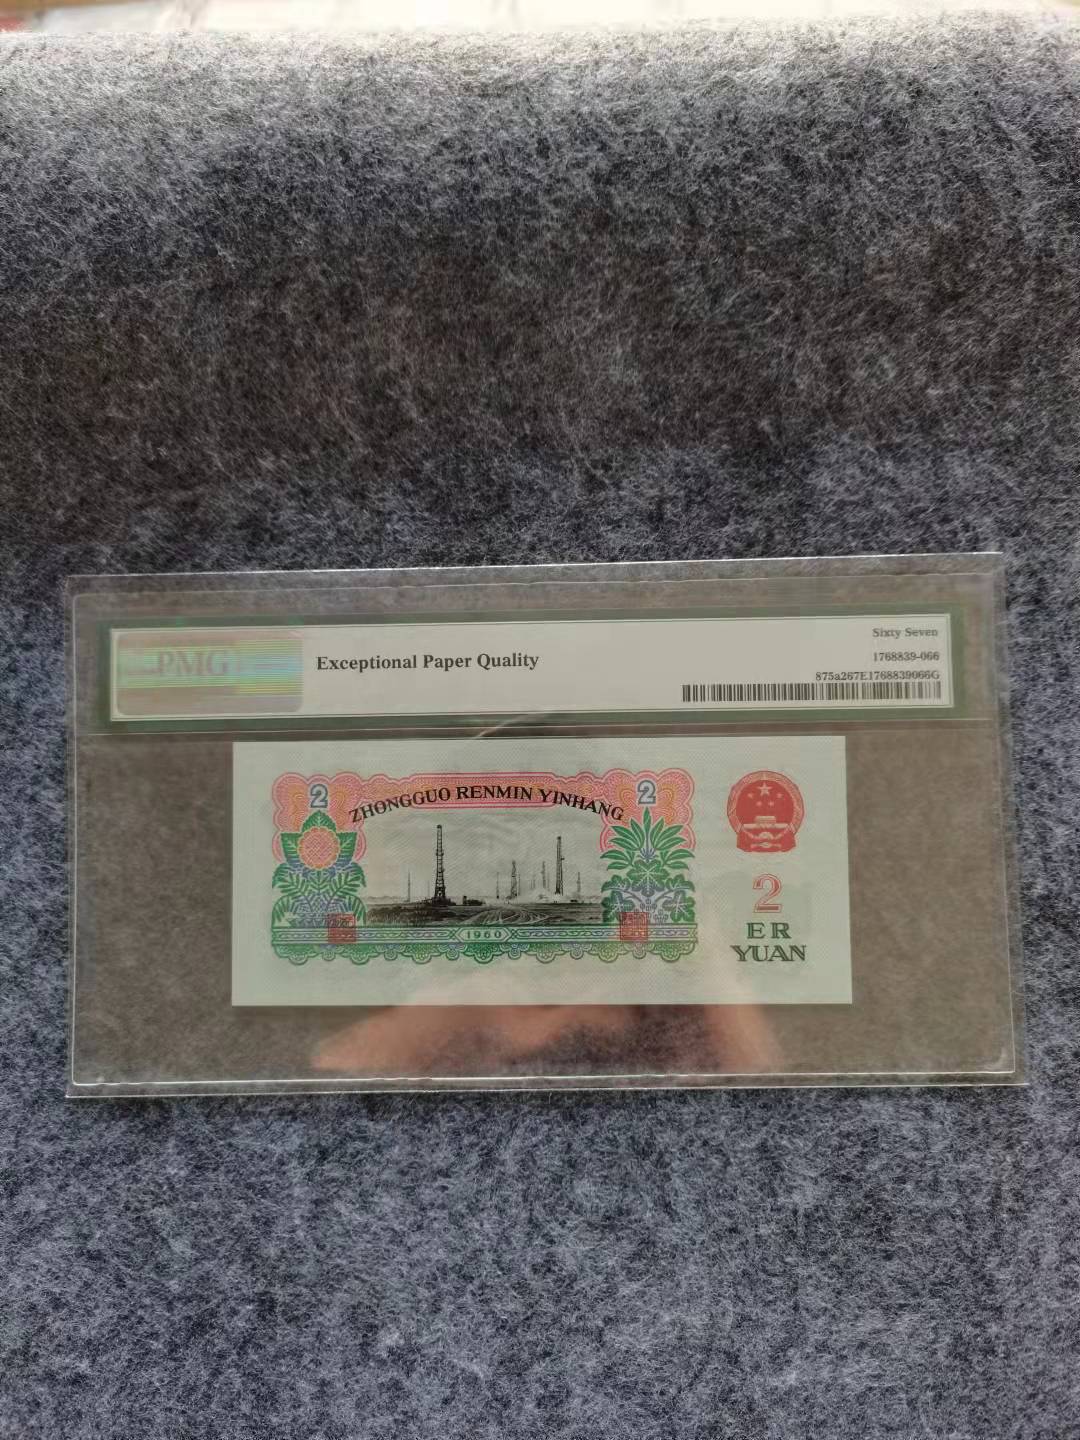 PMG
Exceptional Paper Quality
Sixty Seven
1768839-066
875a267E1768839066G
2
ZHONGGUO RENMIN YINHANG
2
1960
2
ER
YUAN